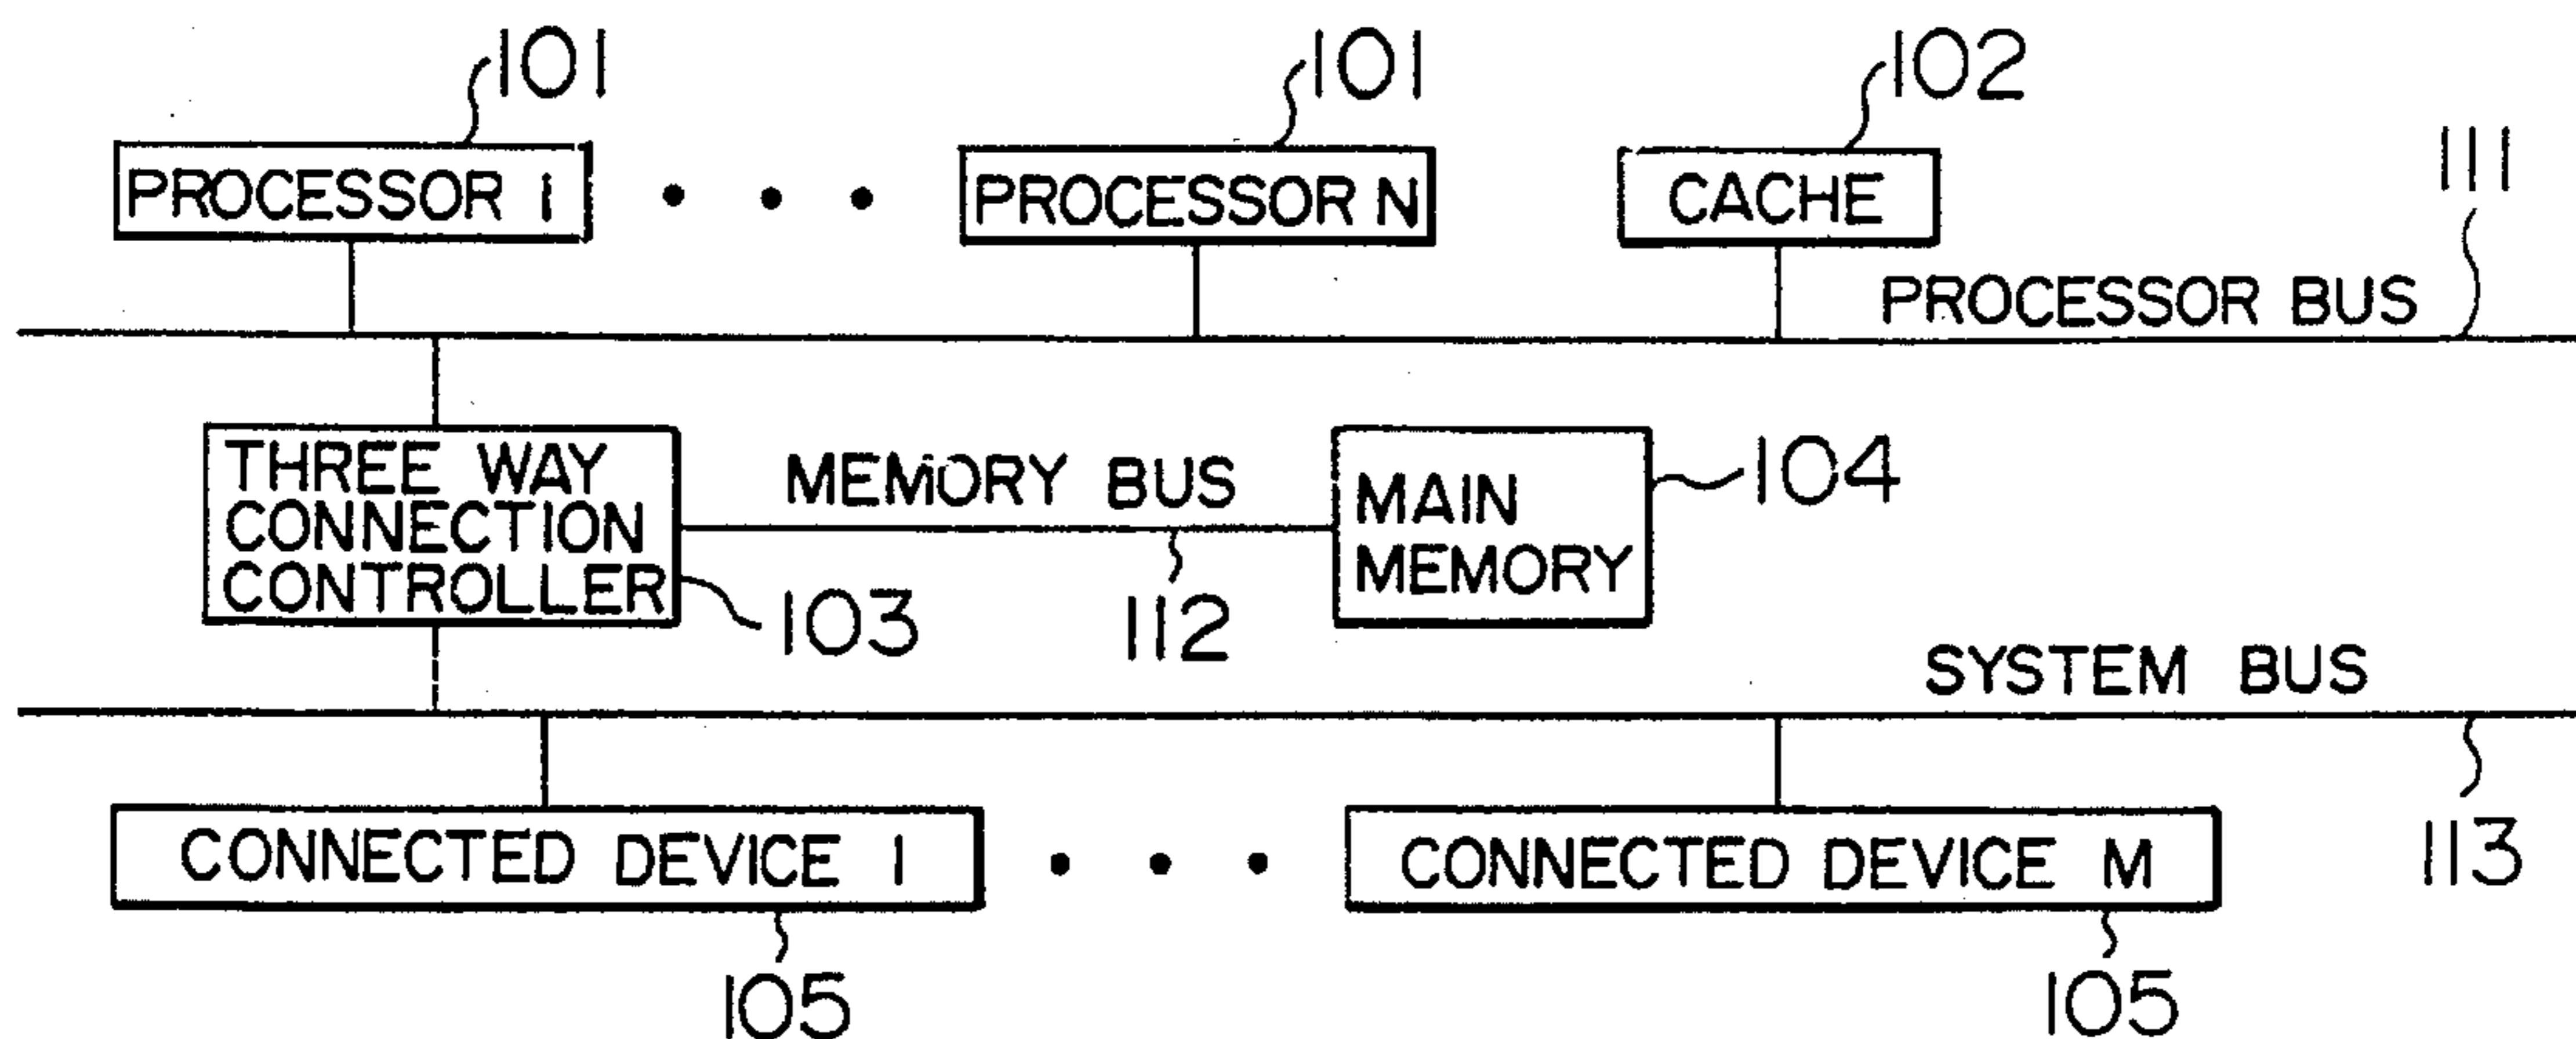 101
101
102
111
PROCESSOR 1
PROCESSOR N
CACHE
PROCESSOR BUS
THREE WAY
CONNECTION
CONTROLLER
103
MEMORY BUS
112
MAIN
MEMORY
104
SYSTEM BUS
113
CONNECTED DEVICE 1
CONNECTED DEVICE M
105
105